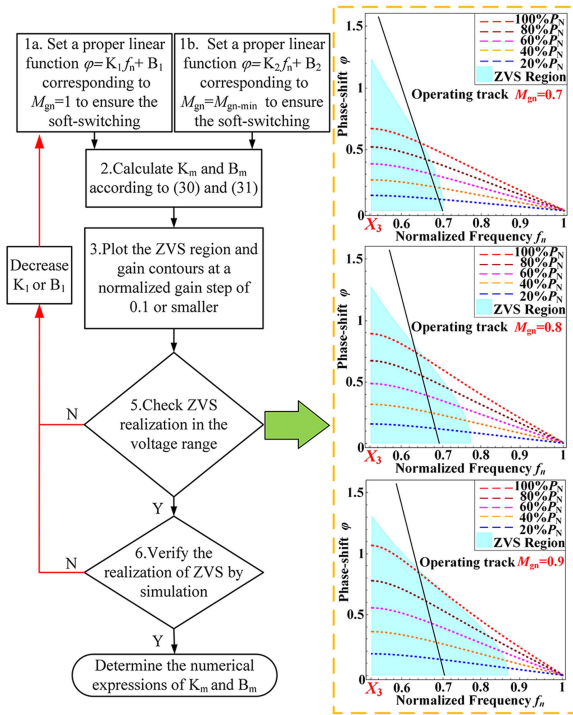 1a. Set a proper linear
function φ=K₁fₙ+ B₁
corresponding to
Mgn=1 to ensure the
soft-switching
1b. Set a proper linear
function φ=K₂fₙ+ B₂
corresponding to
Mgn=Mgn-min to ensure
the soft-switching
2.Calculate Kₘ and Bₘ
according to (30) and (31)
3.Plot the ZVS region and
gain contours at a
normalized gain step of
0.1 or smaller
Decrease
K₁ or B₁
5.Check ZVS
realization in the
voltage range
N
Y
6.Verify the
realization of ZVS by
simulation
N
Y
Determine the numerical
expressions of Kₘ and Bₘ
Phase-shift φ
1.5
1
0.5
0
100%PN
80%PN
60%PN
40%PN
20%PN
ZVS Region
Operating track Mgn=0.7
X₃
0.6
0.7
0.8
0.9
1
Normalized Frequency fₙ
Phase-shift φ
1.5
1
0.5
0
100%PN
80%PN
60%PN
40%PN
20%PN
ZVS Region
Operating track Mgn=0.8
X₃
0.6
0.7
0.8
0.9
1
Normalized Frequency fₙ
Phase-shift φ
1.5
1
0.5
0
100%PN
80%PN
60%PN
40%PN
20%PN
ZVS Region
Operating track Mgn=0.9
X₃
0.6
0.7
0.8
0.9
1
Normalized Frequency fₙ